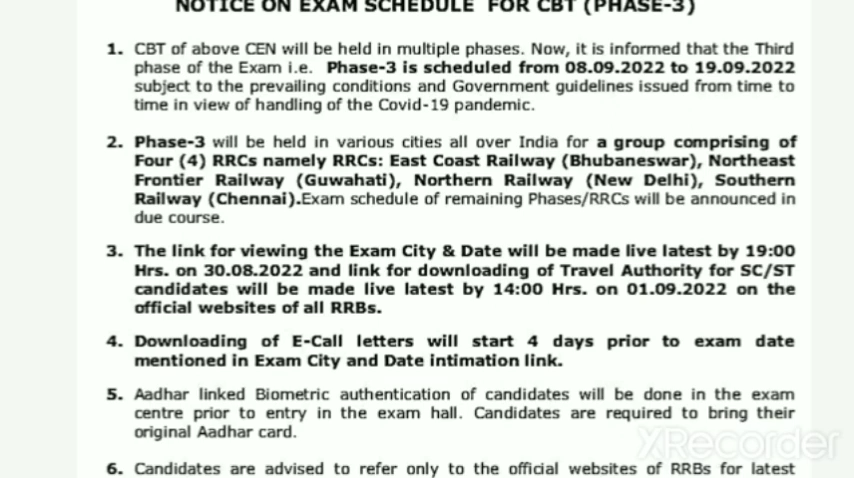 NOTICE ON EXAM SCHEDULE FOR CBT (PHASE-3)
1. CBT of above CEN will be held in multiple phases. Now, it is informed that the Third
phase of the Exam i.e. Phase-3 is scheduled from 08.09.2022 to 19.09.2022
subject to the prevailing conditions and Government guidelines issued from time to
time in view of handling of the Covid-19 pandemic.
2. Phase-3 will be held in various cities all over India for a group comprising of
Four (4) RRCs namely RRCs: East Coast Railway (Bhubaneswar), Northeast
Frontier Railway (Guwahati), Northern Railway (New Delhi), Southern
Railway (Chennai).Exam schedule of remaining Phases/RRCs will be announced in
due course.
3. The link for viewing the Exam City & Date will be made live latest by 19:00
Hrs. on 30.08.2022 and link for downloading of Travel Authority for SC/ST
candidates will be made live latest by 14:00 Hrs. on 01.09.2022 on the
official websites of all RRBs.
4. Downloading of E-Call letters will start 4 days prior to exam date
mentioned in Exam City and Date intimation link.
5. Aadhar linked Biometric authentication of candidates will be done in the exam
centre prior to entry in the exam hall. Candidates are required to bring their
original Aadhar card.
XRecorder
6. Candidates are advised to refer only to the official websites of RRBs for latest